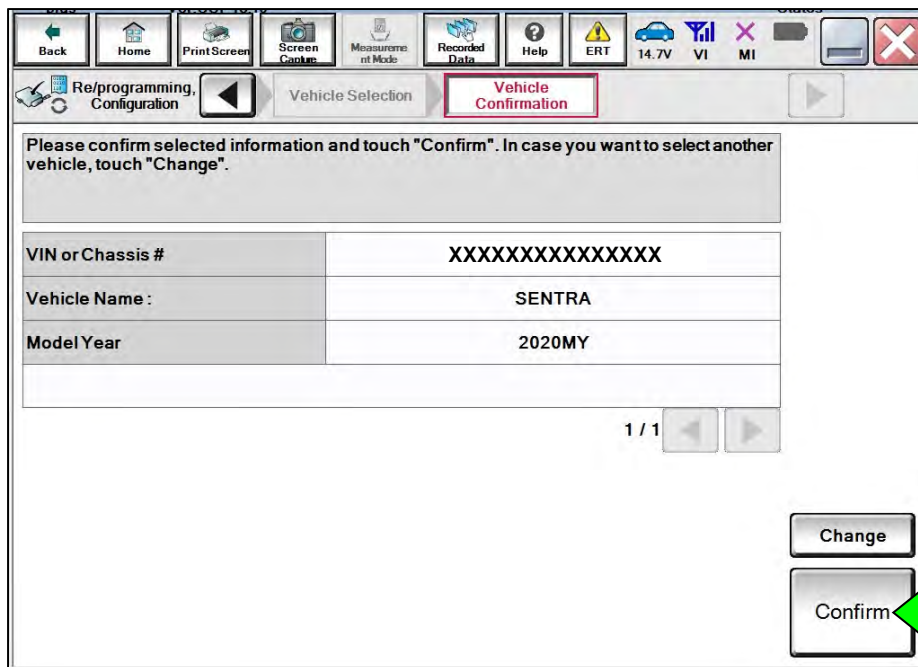 Back
Home
Print Screen
Screen
Capture
Measureme
nt Mode
Recorded
Data
Help
ERT
14.7V
VI
MI
Re/programming,
Configuration
Vehicle Selection
Vehicle
Confirmation
Please confirm selected information and touch "Confirm". In case you want to select another
vehicle, touch "Change".
VIN or Chassis #
XXXXXXXXXXXXXXX
Vehicle Name :
SENTRA
Model Year
2020MY
1 / 1
Change
Confirm